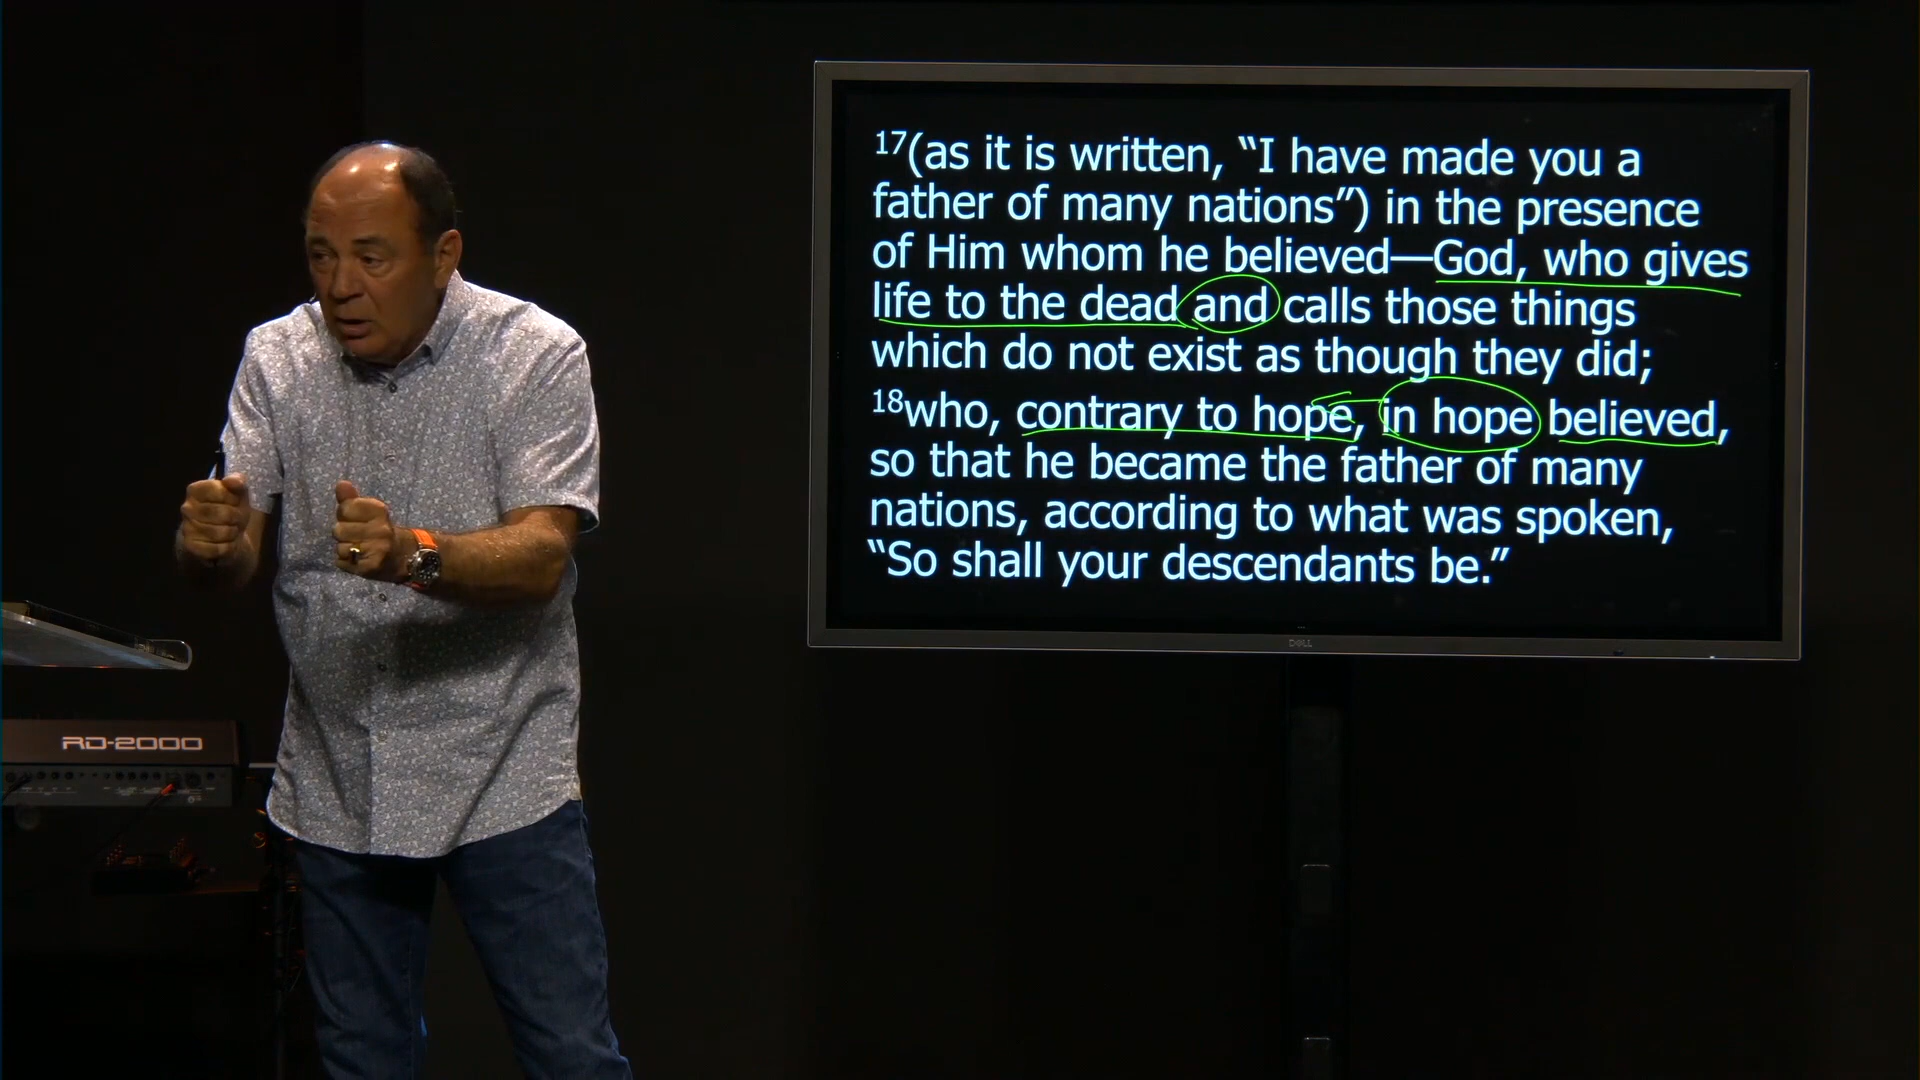 17(as it is written, “I have made you a
father of many nations”) in the presence
of Him whom he believed—God, who gives
life to the dead and calls those things
which do not exist as though they did;
18who, contrary to hope, in hope believed,
so that he became the father of many
nations, according to what was spoken,
“So shall your descendants be.”
DELL
RD-2000